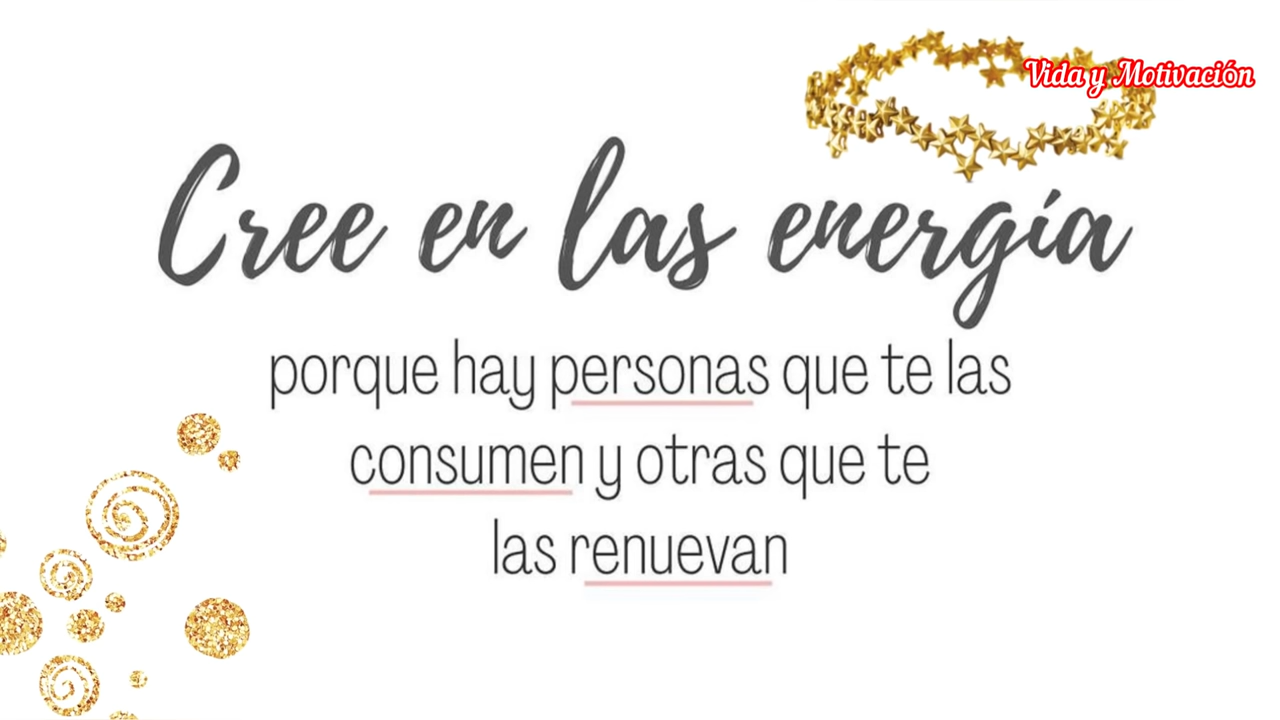 Vida y Motivación
Cree en las energía
porque hay personas que te las
consumen y otras que te
las renuevan